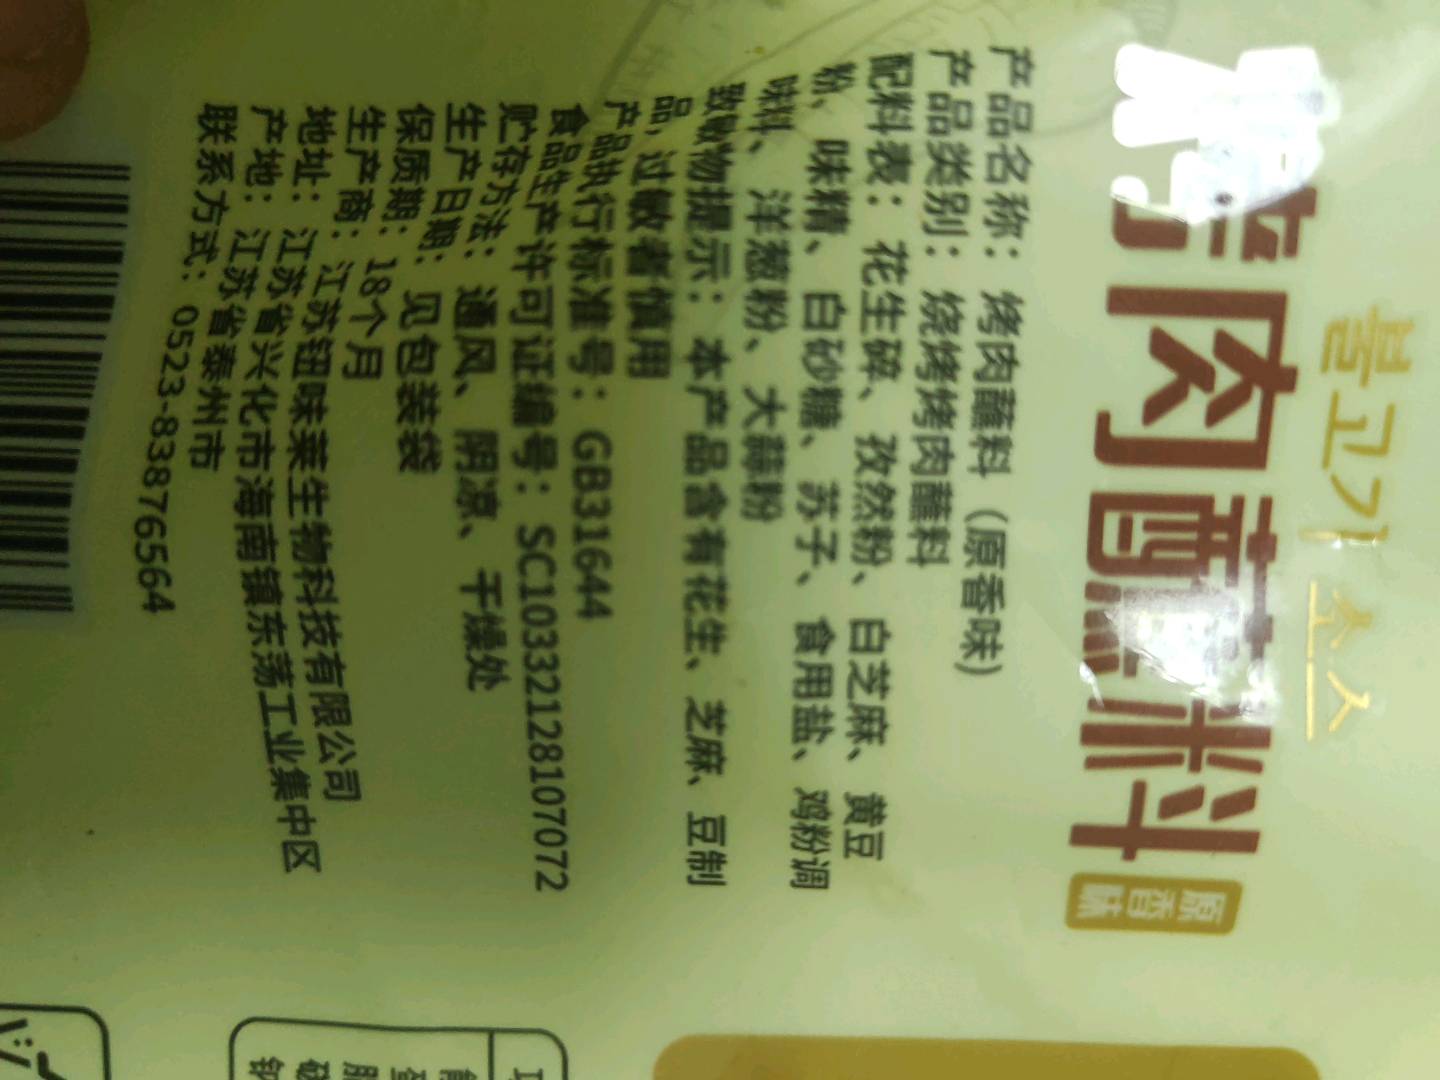 불고기 소스
烤肉蘸料
原香味
产品名称：烤肉蘸料（原香味）
产品类别：烧烤烤肉蘸料
配料表：花生碎、孜然粉、白芝麻、黄豆
粉、味精、白砂糖、苏子、食用盐、鸡粉调
味料、洋葱粉、大蒜粉
致敏物提示：本产品含有花生、芝麻、豆制
品，过敏者慎用
产品执行标准号：GB31644
食品生产许可证编号：SC10332128107072
贮存方法：通风、阴凉、干燥处
生产日期：见包装袋
保质期：18个月
生产商：江苏钮味莱生物科技有限公司
地址：江苏省兴化市海南镇东荡工业集中区
产地：江苏省泰州市
联系方式：0523-83876564